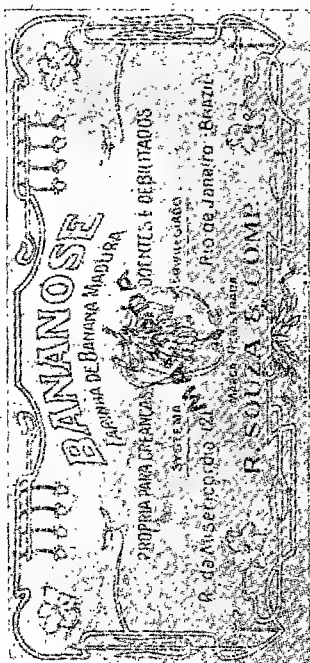 BANANOSE
FARINHA DE BANANA MADURA
PROPRIA PARA CREANÇAS DOENTES E DEBILITADOS
SYSTEMA PRIVILEGIADO
R. da Misericordia 121 Rio de Janeiro BRAZIL
MARCA REGISTRADA
R. SOUZA & COMP.